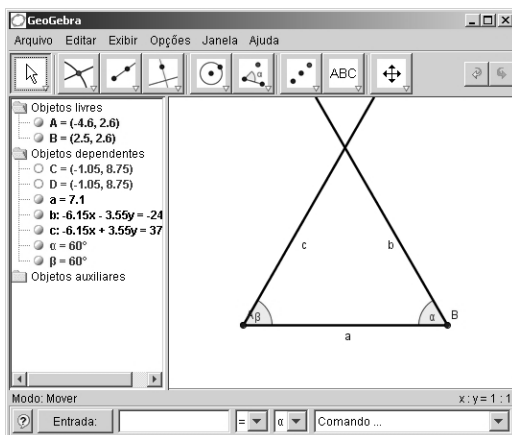 GeoGebra
Arquivo Editar Exibir Opções Janela Ajuda
α
ABC
Objetos livres
A = (-4.6, 2.6)
B = (2.5, 2.6)
Objetos dependentes
C = (-1.05, 8.75)
D = (-1.05, 8.75)
a = 7.1
b: -6.15x - 3.55y = -24
c: -6.15x + 3.55y = 37
α = 60°
β = 60°
Objetos auxiliares
c
b
A
β
α
B
a
Modo: Mover
x : y = 1 : 1
? Entrada: = α Comando ...